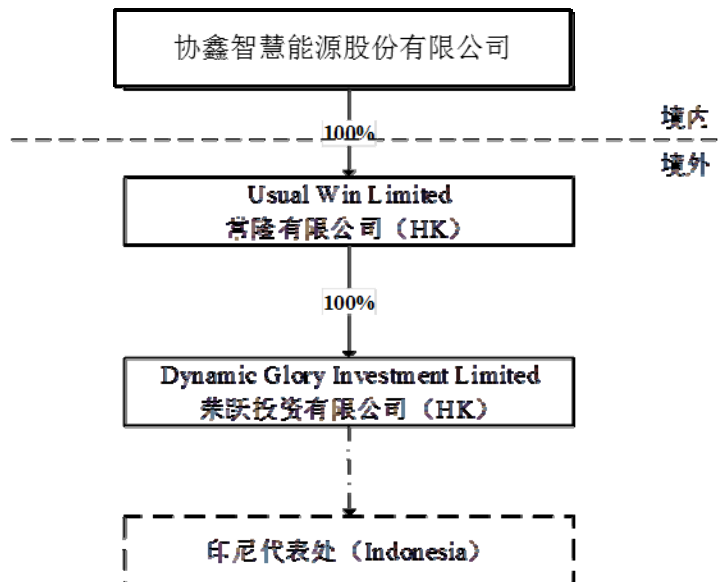 协鑫智慧能源股份有限公司
境内
100%
境外
Usual Win Limited
常隆有限公司（HK）
100%
Dynamic Glory Investment Limited
荣跃投资有限公司（HK）
印尼代表处（Indonesia）